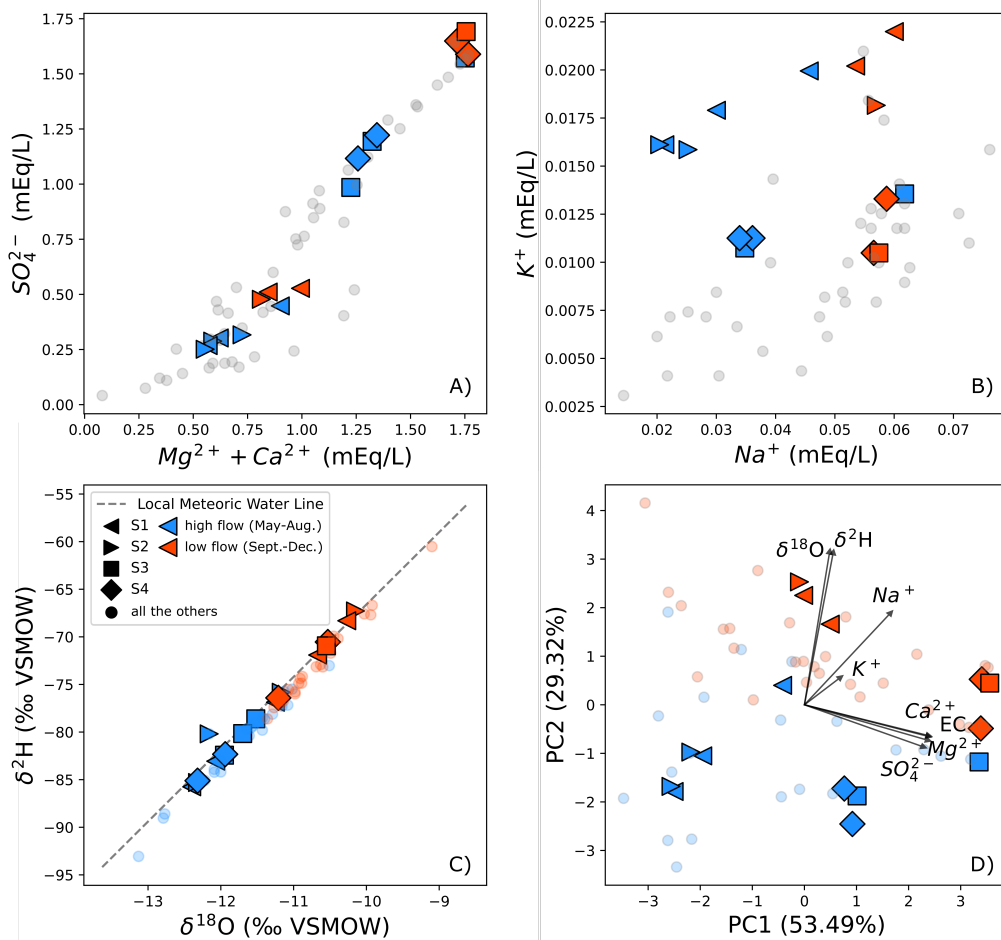 1.75
1.50
1.25
1.00
0.75
0.50
0.25
0.00
SO₄²⁻ (mEq/L)
0.00 0.25 0.50 0.75 1.00 1.25 1.50 1.75
Mg²⁺ + Ca²⁺ (mEq/L)
A)
0.0225
0.0200
0.0175
0.0150
0.0125
0.0100
0.0075
0.0050
0.0025
K⁺ (mEq/L)
0.02 0.03 0.04 0.05 0.06 0.07
Na⁺ (mEq/L)
B)
−55
−60
−65
−70
−75
−80
−85
−90
−95
δ²H (‰ VSMOW)
Local Meteoric Water Line
S1 high flow (May-Aug.)
S2 low flow (Sept.-Dec.)
S3
S4
all the others
−13 −12 −11 −10 −9
δ¹⁸O (‰ VSMOW)
C)
4
3
2
1
0
−1
−2
−3
PC2 (29.32%)
δ¹⁸O δ²H
Na⁺
K⁺
Ca²⁺
EC
Mg²⁺
SO₄²⁻
−3 −2 −1 0 1 2 3
PC1 (53.49%)
D)